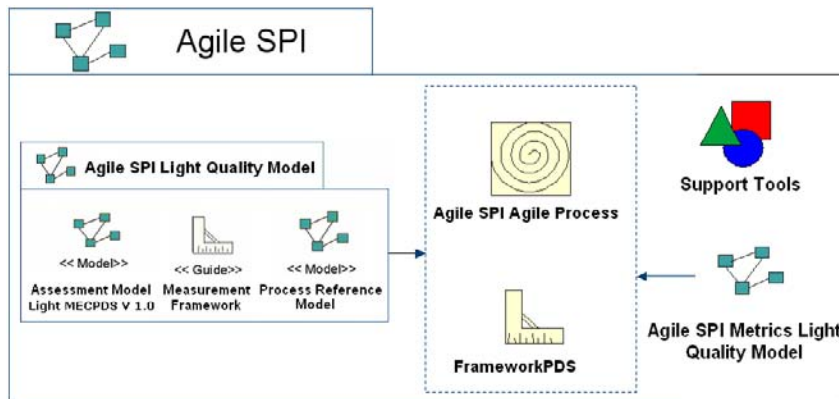 Agile SPI
Agile SPI Light Quality Model
<< Model>>
Assessment Model
Light MECPDS V 1.0
<< Guide>>
Measurement
Framework
<< Model>>
Process Reference
Model
Agile SPI Agile Process
FrameworkPDS
Support Tools
Agile SPI Metrics Light
Quality Model